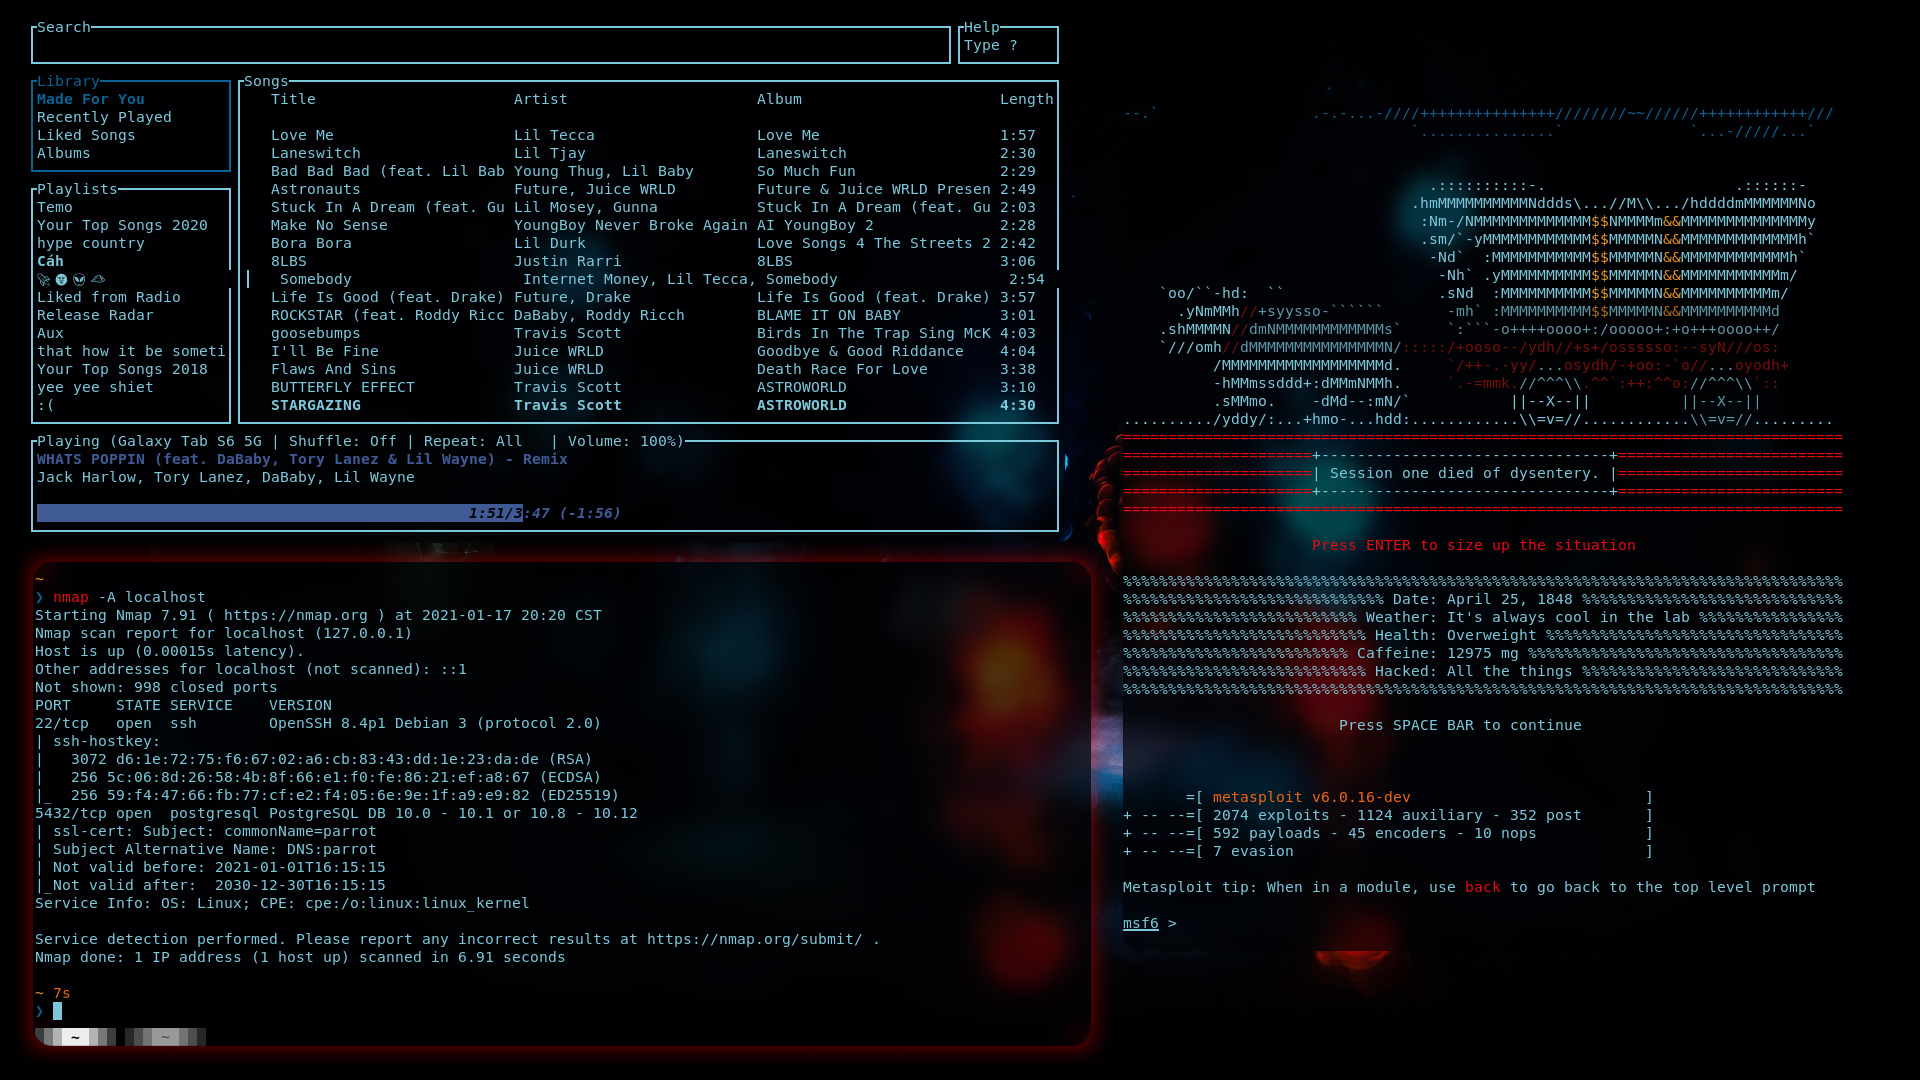 Search
Help
Type ?
Library
Made For You
Recently Played
Liked Songs
Albums
Playlists
Temo
Your Top Songs 2020
hype country
Cáh
Liked from Radio
Release Radar
Aux
that how it be someti
Your Top Songs 2018
yee yee shiet
:(
Songs
Title Artist Album Length
Love Me Lil Tecca Love Me 1:57
Laneswitch Lil Tjay Laneswitch 2:30
Bad Bad Bad (feat. Lil Bab Young Thug, Lil Baby So Much Fun 2:29
Astronauts Future, Juice WRLD Future & Juice WRLD Presen 2:49
Stuck In A Dream (feat. Gu Lil Mosey, Gunna Stuck In A Dream (feat. Gu 2:03
Make No Sense YoungBoy Never Broke Again AI YoungBoy 2 2:28
Bora Bora Lil Durk Love Songs 4 The Streets 2 2:42
8LBS Justin Rarri 8LBS 3:06
Somebody Internet Money, Lil Tecca, Somebody 2:54
Life Is Good (feat. Drake) Future, Drake Life Is Good (feat. Drake) 3:57
ROCKSTAR (feat. Roddy Ricc DaBaby, Roddy Ricch BLAME IT ON BABY 3:01
goosebumps Travis Scott Birds In The Trap Sing McK 4:03
I'll Be Fine Juice WRLD Goodbye & Good Riddance 4:04
Flaws And Sins Juice WRLD Death Race For Love 3:38
BUTTERFLY EFFECT Travis Scott ASTROWORLD 3:10
STARGAZING Travis Scott ASTROWORLD 4:30
Playing (Galaxy Tab S6 5G | Shuffle: Off | Repeat: All | Volume: 100%)
WHATS POPPIN (feat. DaBaby, Tory Lanez & Lil Wayne) - Remix
Jack Harlow, Tory Lanez, DaBaby, Lil Wayne
1:51/3:47 (-1:56)
~
❯ nmap -A localhost
Starting Nmap 7.91 ( https://nmap.org ) at 2021-01-17 20:20 CST
Nmap scan report for localhost (127.0.0.1)
Host is up (0.00015s latency).
Other addresses for localhost (not scanned): ::1
Not shown: 998 closed ports
PORT STATE SERVICE VERSION
22/tcp open ssh OpenSSH 8.4p1 Debian 3 (protocol 2.0)
| ssh-hostkey:
| 3072 d6:1e:72:75:f6:67:02:a6:cb:83:43:dd:1e:23:da:de (RSA)
| 256 5c:06:8d:26:58:4b:8f:66:e1:f0:fe:86:21:ef:a8:67 (ECDSA)
|_ 256 59:f4:47:66:fb:77:cf:e2:f4:05:6e:9e:1f:a9:e9:82 (ED25519)
5432/tcp open postgresql PostgreSQL DB 10.0 - 10.1 or 10.8 - 10.12
| ssl-cert: Subject: commonName=parrot
| Subject Alternative Name: DNS:parrot
| Not valid before: 2021-01-01T16:15:15
|_Not valid after: 2030-12-30T16:15:15
Service Info: OS: Linux; CPE: cpe:/o:linux:linux_kernel
Service detection performed. Please report any incorrect results at https://nmap.org/submit/ .
Nmap done: 1 IP address (1 host up) scanned in 6.91 seconds
~ 7s
❯
~ ~
Session one died of dysentery.
Press ENTER to size up the situation
Date: April 25, 1848
Weather: It's always cool in the lab
Health: Overweight
Caffeine: 12975 mg
Hacked: All the things
Press SPACE BAR to continue
=[ metasploit v6.0.16-dev ]
+ -- --=[ 2074 exploits - 1124 auxiliary - 352 post ]
+ -- --=[ 592 payloads - 45 encoders - 10 nops ]
+ -- --=[ 7 evasion ]
Metasploit tip: When in a module, use back to go back to the top level prompt
msf6 >